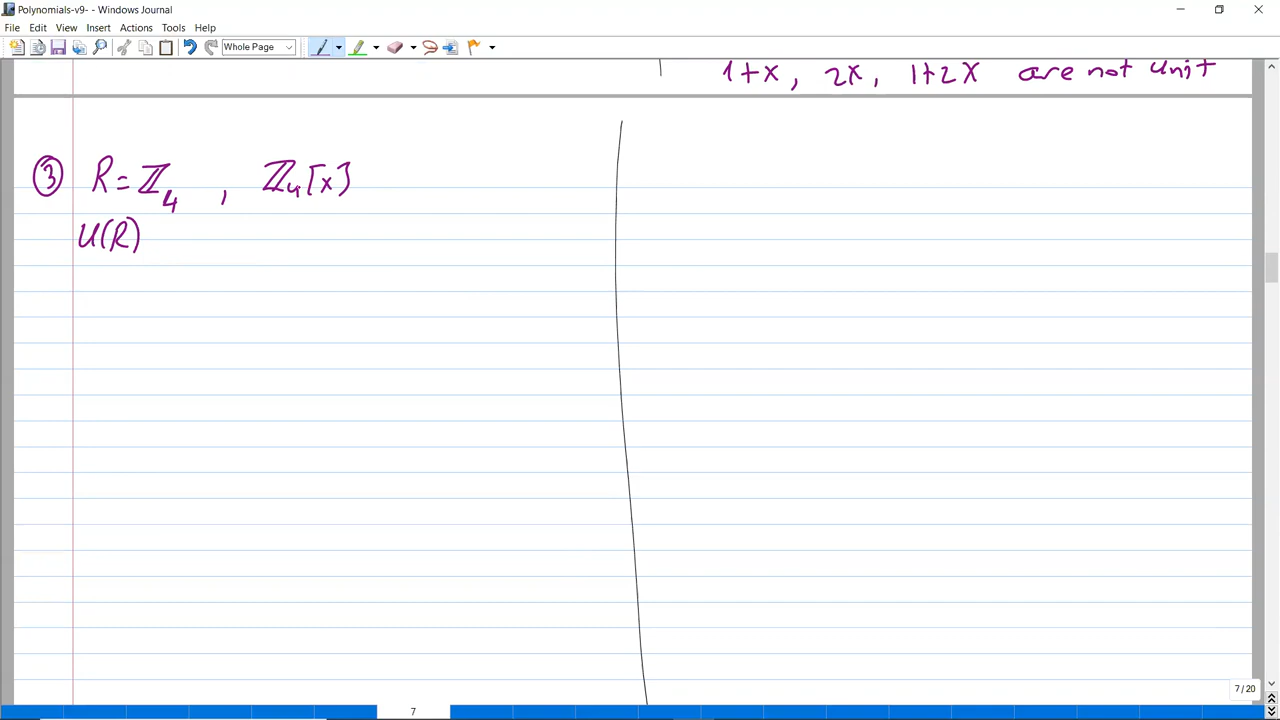 Polynomials-v9- - Windows Journal
File Edit View Insert Actions Tools Help
Whole Page
1+x, 2x, 1+2x are not unit
③ R=ℤ₄ , ℤ₄[x]
U(R)
7 / 20
7